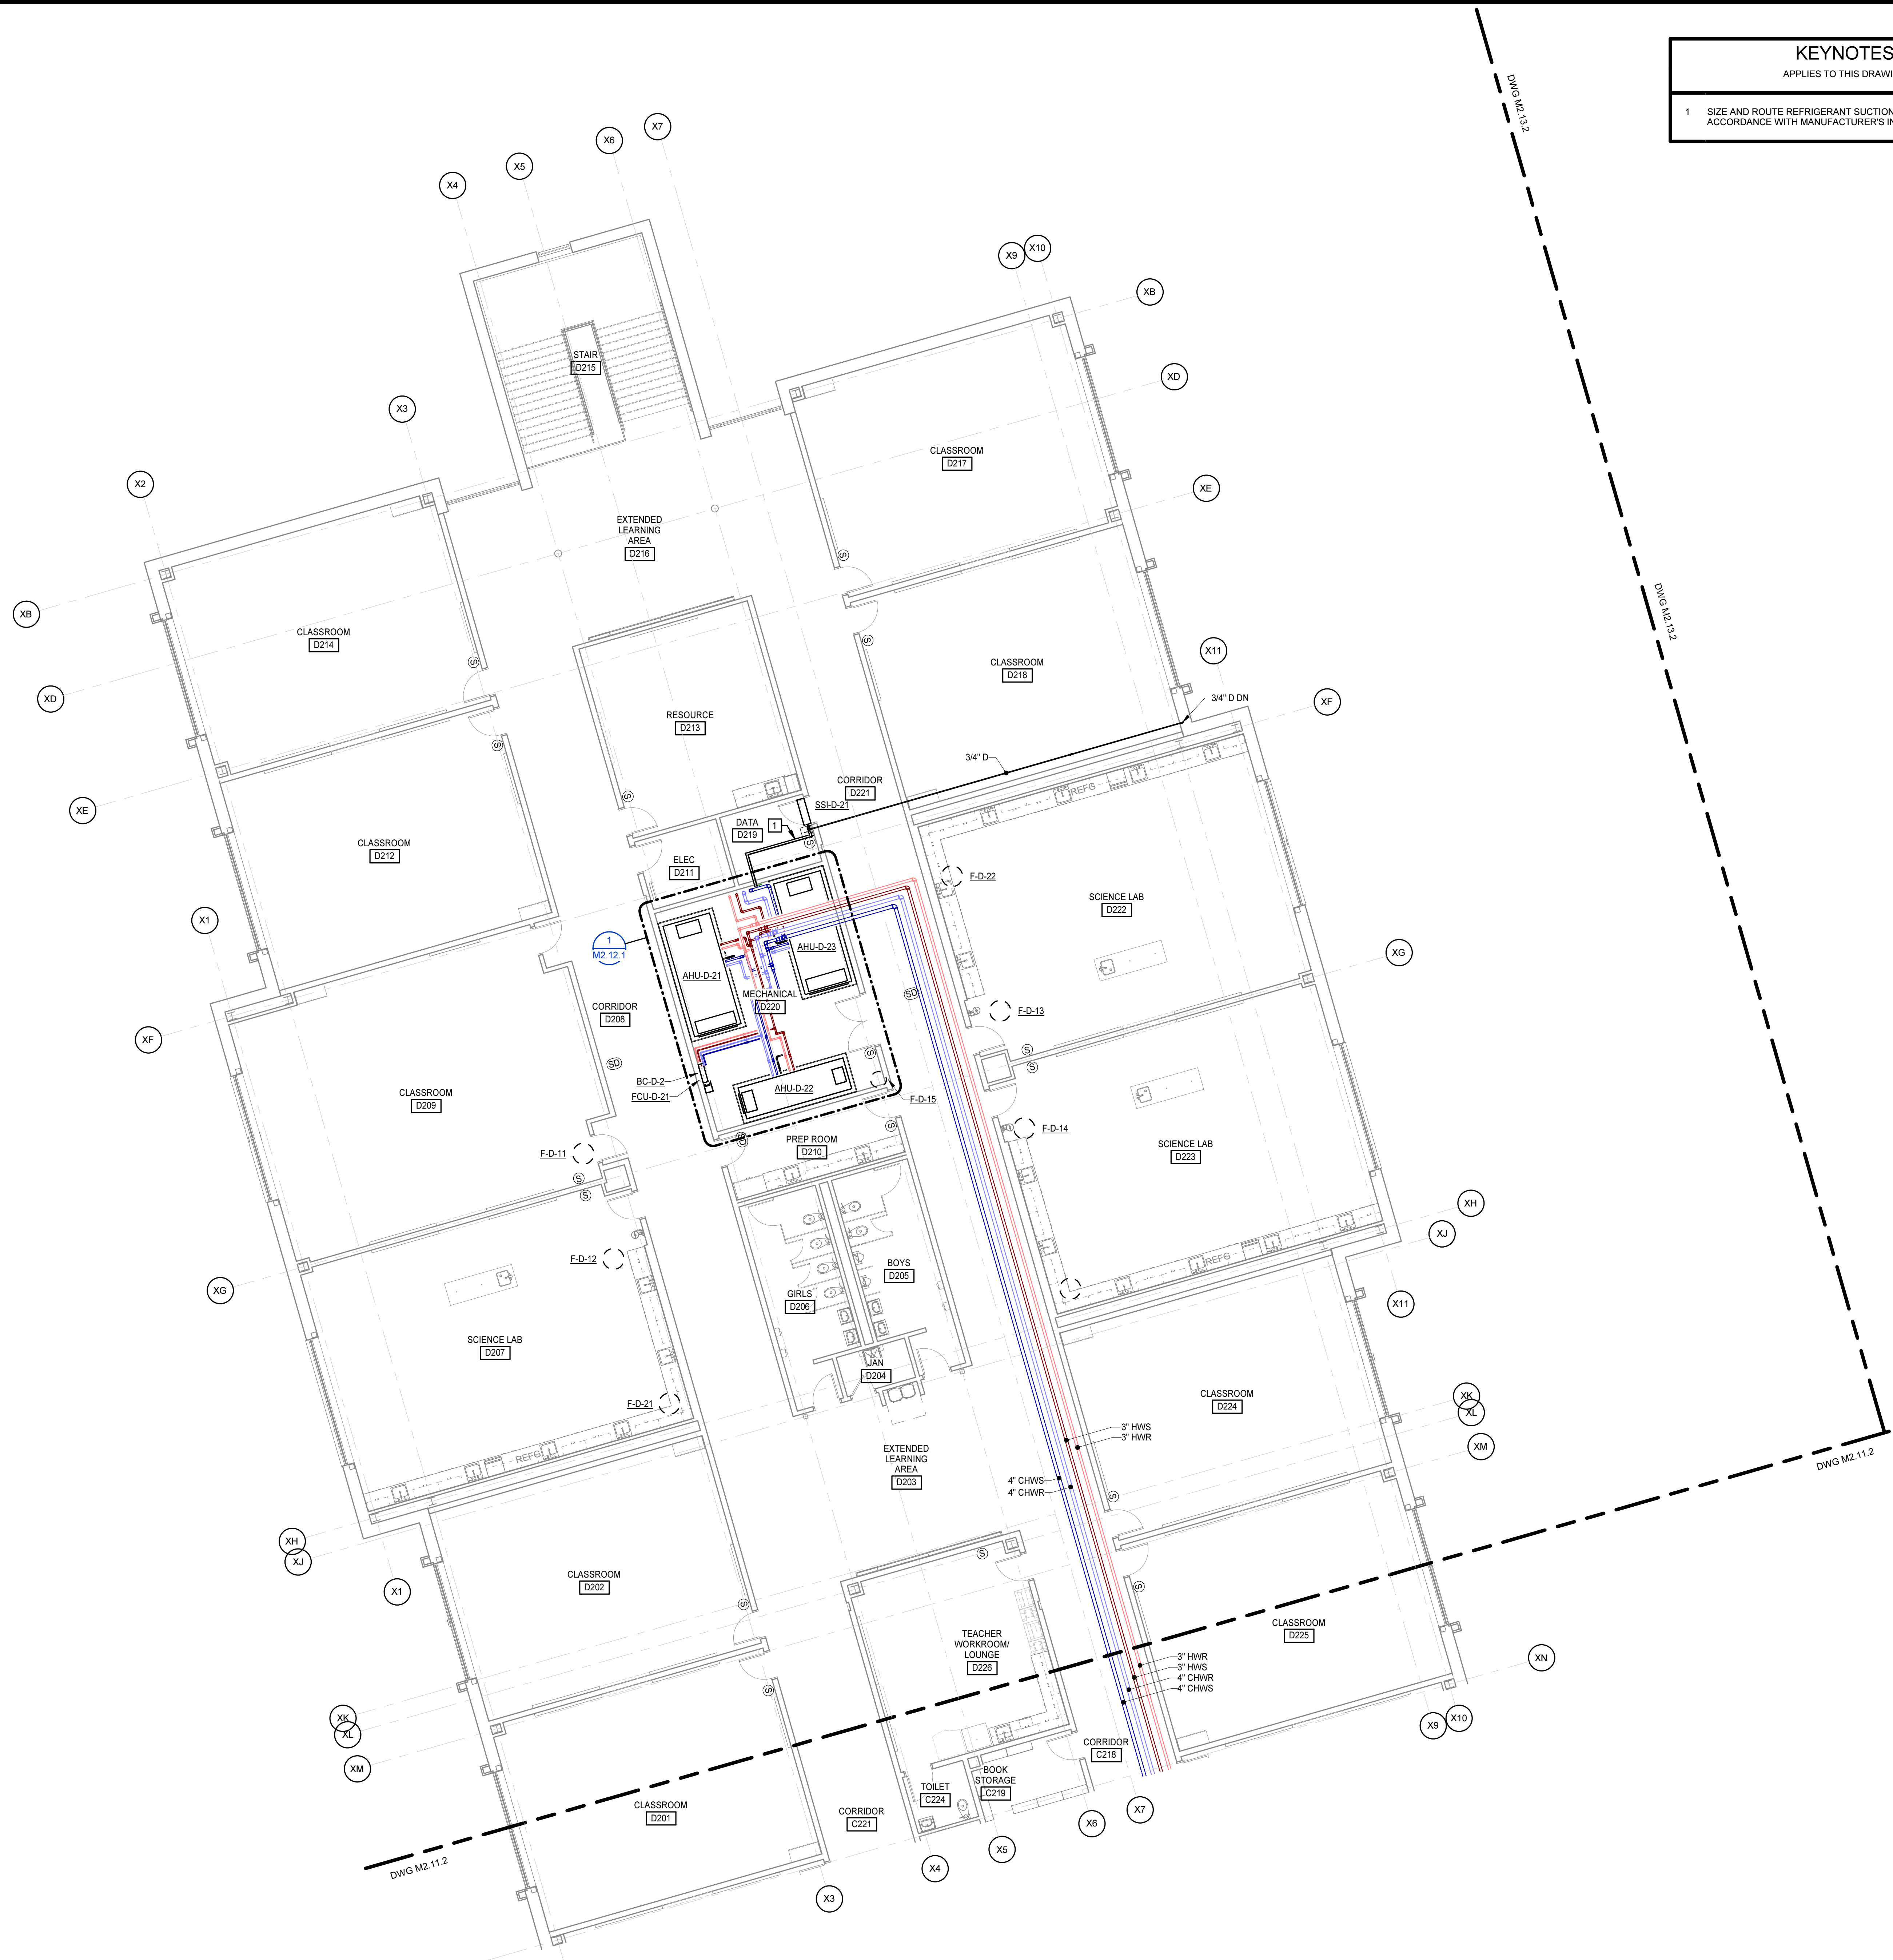 KEYNOTES
APPLIES TO THIS DRAWI
1 SIZE AND ROUTE REFRIGERANT SUCTION
ACCORDANCE WITH MANUFACTURER'S IN
DWG M2.13.2
X7
X6
X5
X4
X9
X10
XB
XD
STAIR
D215
X3
CLASSROOM
D217
X2
XE
EXTENDED
LEARNING
AREA
D216
S
XB
CLASSROOM
D214
S
S
DWG M2.13.2
X11
CLASSROOM
D218
XD
3/4" D DN
XF
RESOURCE
D213
S
3/4" D
XE
CORRIDOR
D221
REFG
S
SSI-D-21
DATA
D219
1
S
CLASSROOM
D212
ELEC
D211
F-D-22
SCIENCE LAB
D222
X1
1
M2.12.1
AHU-D-23
XG
AHU-D-21
MECHANICAL
D220
SD
CORRIDOR
D208
F-D-13
XF
S
S
SD
S
BC-D-2
FCU-D-21
AHU-D-22
CLASSROOM
D209
F-D-15
S
F-D-14
SD
PREP ROOM
D210
SCIENCE LAB
D223
F-D-11
S
S
XH
XJ
F-D-12
REFG
BOYS
D205
XG
GIRLS
D206
X11
SCIENCE LAB
D207
JAN
D204
CLASSROOM
D224
XK
XL
F-D-21
3" HWS
3" HWR
XM
EXTENDED
LEARNING
AREA
D203
REFG
DWG M2.11.2
4" CHWS
4" CHWR
S
XH
XJ
S
CLASSROOM
D202
X1
S
S
CLASSROOM
D225
TEACHER
WORKROOM/
LOUNGE
D226
3" HWR
3" HWS
4" CHWR
4" CHWS
XN
S
XK
XL
X9
X10
XM
CORRIDOR
C218
BOOK
STORAGE
C219
TOILET
C224
CLASSROOM
D201
CORRIDOR
C221
X7
X6
X5
X4
DWG M2.11.2
X3